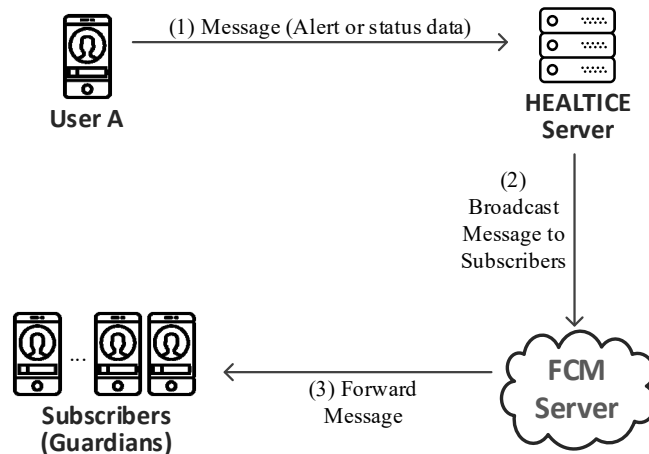 (1) Message (Alert or status data)
User A
HEALTICE
Server
(2)
Broadcast
Message to
Subscribers
FCM
Server
(3) Forward
Message
...
Subscribers
(Guardians)